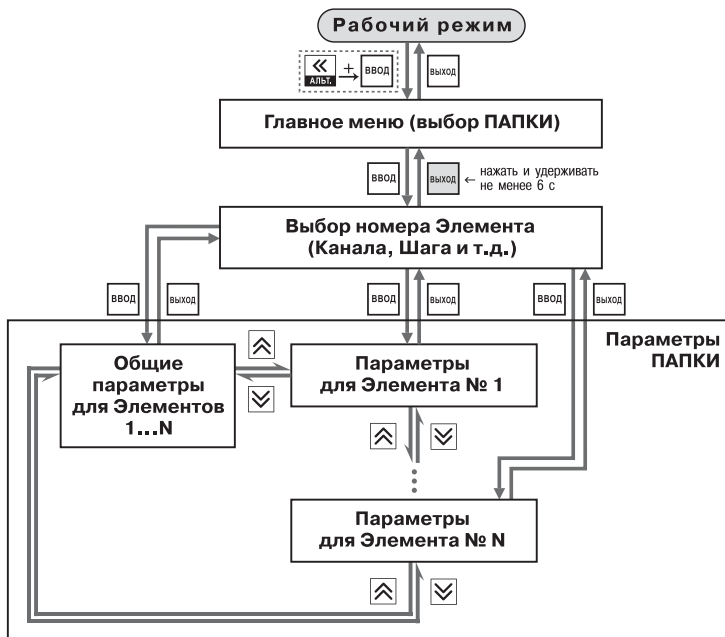 Рабочий режим
АЛЬТ.
+
ВВОД
ВЫХОД
Главное меню (выбор ПАПКИ)
ВВОД
ВЫХОД
нажать и удерживать
не менее 6 с
Выбор номера Элемента
(Канала, Шага и т.д.)
ВВОД
ВЫХОД
ВВОД
ВЫХОД
ВВОД
ВЫХОД
Параметры
ПАПКИ
Общие
параметры
для Элементов
1...N
Параметры
для Элемента № 1
Параметры
для Элемента № N